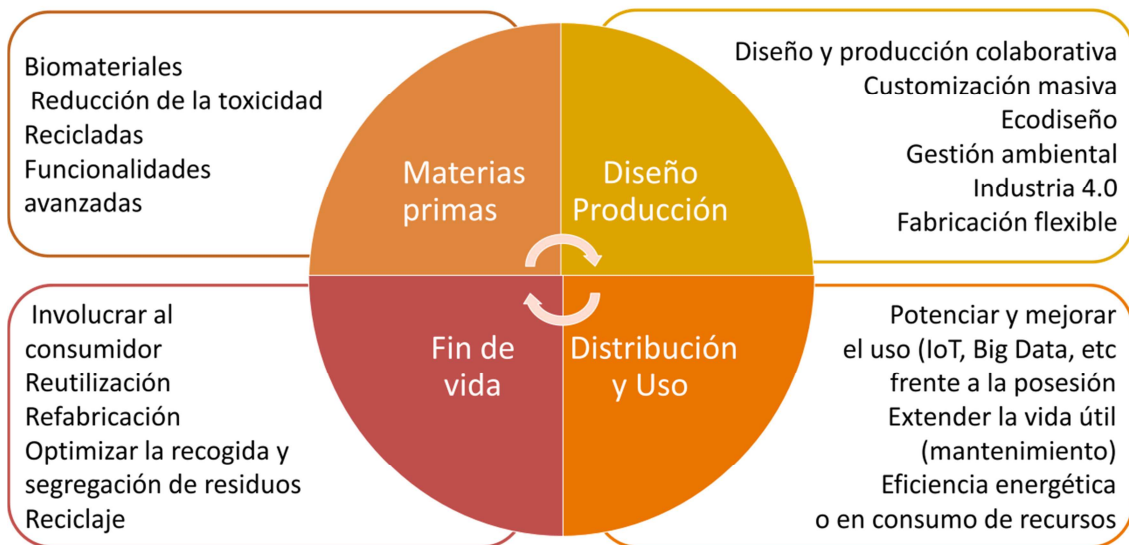 Biomateriales
Reducción de la toxicidad
Recicladas
Funcionalidades
avanzadas
Materias
primas
Diseño
Producción
Diseño y producción colaborativa
Customización masiva
Ecodiseño
Gestión ambiental
Industria 4.0
Fabricación flexible
Involucrar al
consumidor
Reutilización
Refabricación
Optimizar la recogida y
segregación de residuos
Reciclaje
Fin de
vida
Distribución
y Uso
Potenciar y mejorar
el uso (IoT, Big Data, etc
frente a la posesión
Extender la vida útil
(mantenimiento)
Eficiencia energética
o en consumo de recursos